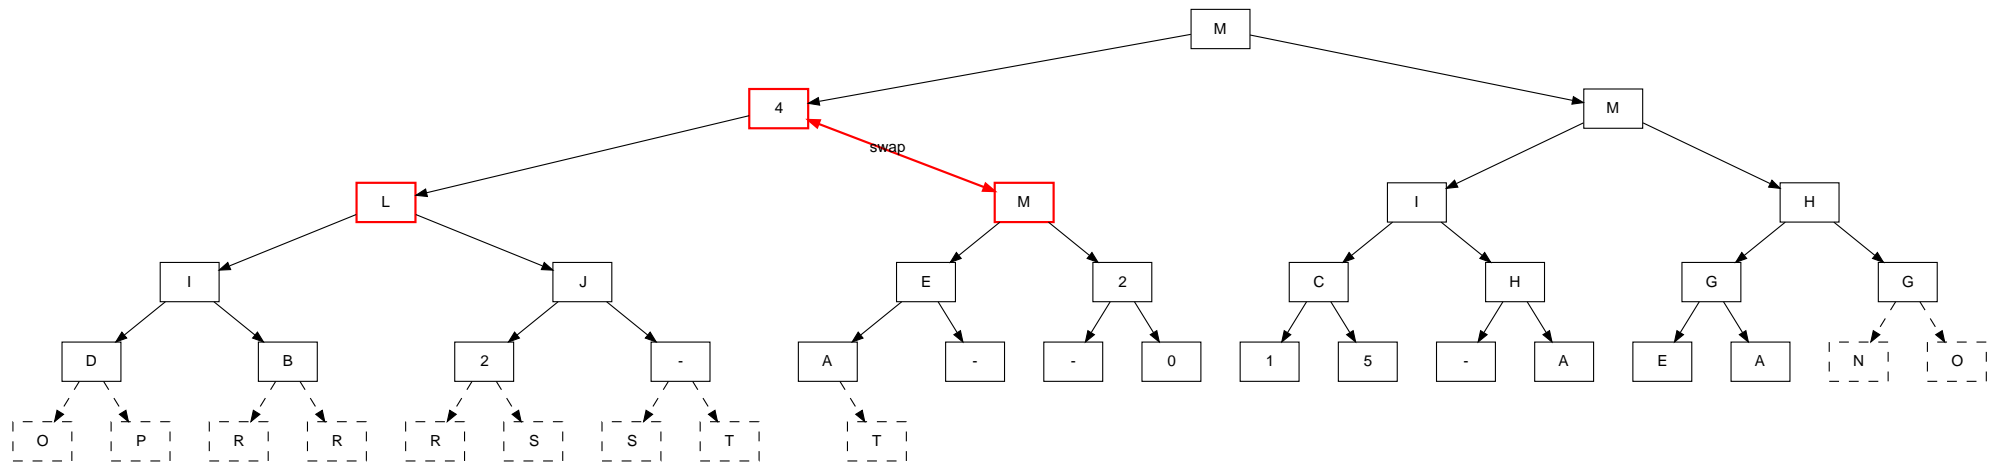 M
4 M
swap
L M I H
I J E 2 C H G G
D B 2 - A - - 0 1 5 - A E A N O
O P R R R S S T T